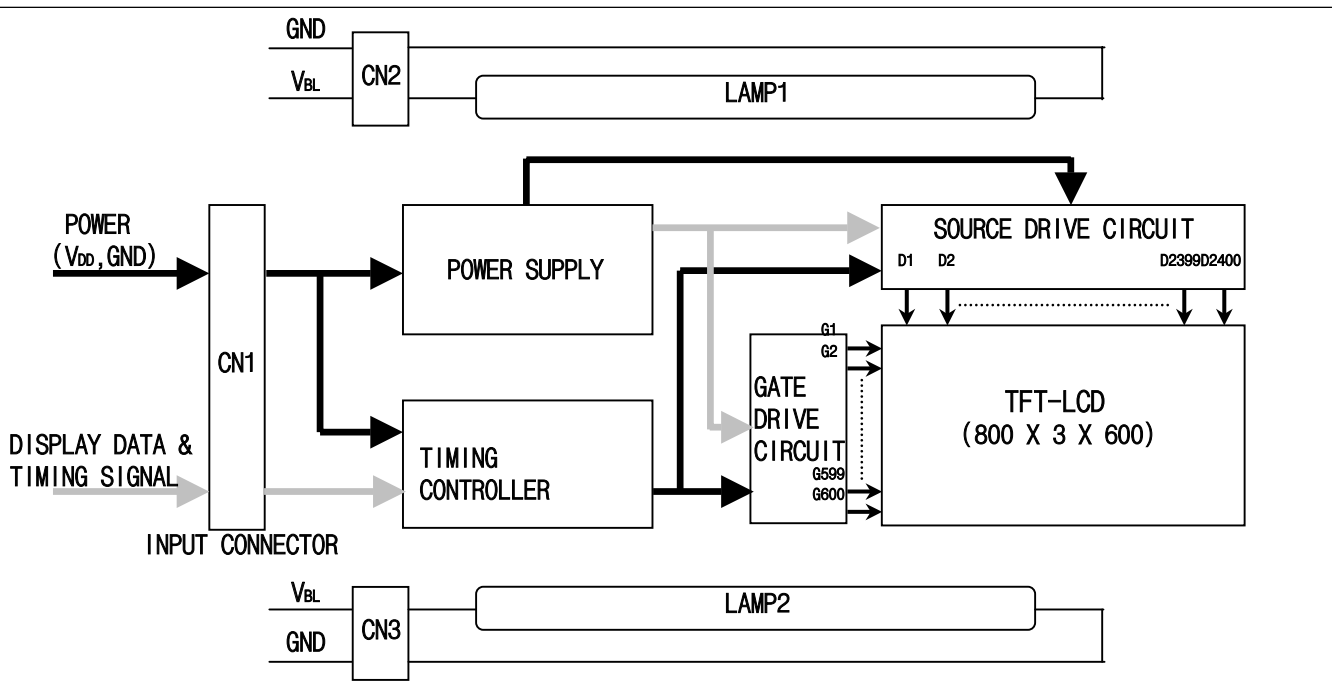 GND
CN2
VBL
LAMP1
POWER
(VDD,GND)
POWER SUPPLY
SOURCE DRIVE CIRCUIT
D1 D2 D2399D2400
CN1
G1
G2
GATE
DRIVE
CIRCUIT
G599
G600
TFT-LCD
(800 X 3 X 600)
DISPLAY DATA &
TIMING SIGNAL
TIMING
CONTROLLER
INPUT CONNECTOR
VBL
CN3
GND
LAMP2